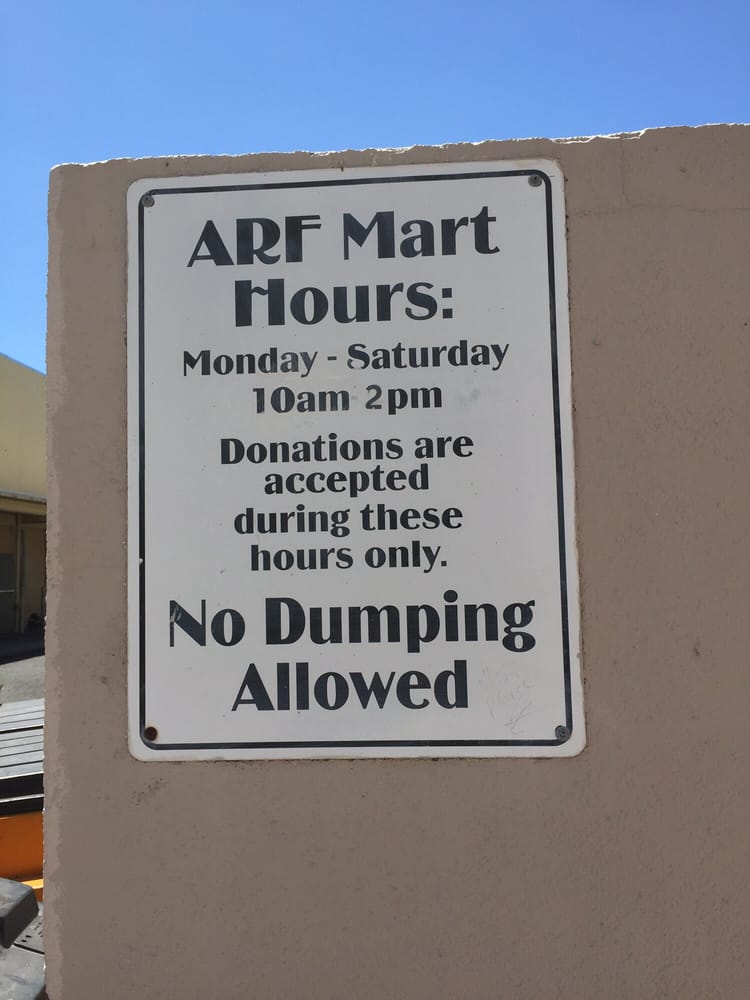 ARF Mart
Hours:
Monday - Saturday
10am 2pm
Donations are
accepted
during these
hours only.
No Dumping
Allowed